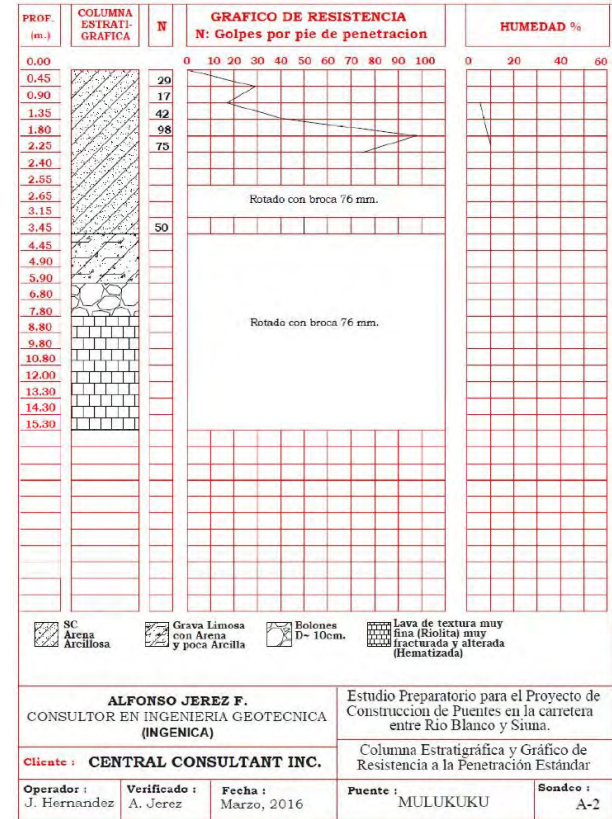 PROF. (m.)
COLUMNA ESTRATI- GRAFICA
N
GRAFICO DE RESISTENCIA
N: Golpes por pie de penetracion
HUMEDAD %
0.00
0 10 20 30 40 50 60 70 80 90 100
0 20 40 60
0.45 29
0.90 17
1.35 42
1.80 98
2.25 75
2.40
2.55
2.65
Rotado con broca 76 mm.
3.15
3.45 50
4.45
4.90
5.90
6.80
7.80
Rotado con broca 76 mm.
8.80
9.80
10.80
12.00
13.30
14.30
15.30
SC
Arena
Arcillosa
Grava Limosa
con Arena
y poca Arcilla
Bolones
D~ 10cm.
Lava de textura muy
fina (Riolita) muy
fracturada y alterada
(Hematizada)
ALFONSO JEREZ F.
CONSULTOR EN INGENIERIA GEOTECNICA
(INGENICA)
Estudio Preparatorio para el Proyecto de
Construccion de Puentes en la carretera
entre Rio Blanco y Siuna.
Cliente : CENTRAL CONSULTANT INC.
Columna Estratigráfica y Gráfico de
Resistencia a la Penetración Estándar
Operador :
J. Hernandez
Verificado :
A. Jerez
Fecha :
Marzo, 2016
Puente :
MULUKUKU
Sondeo :
A-2